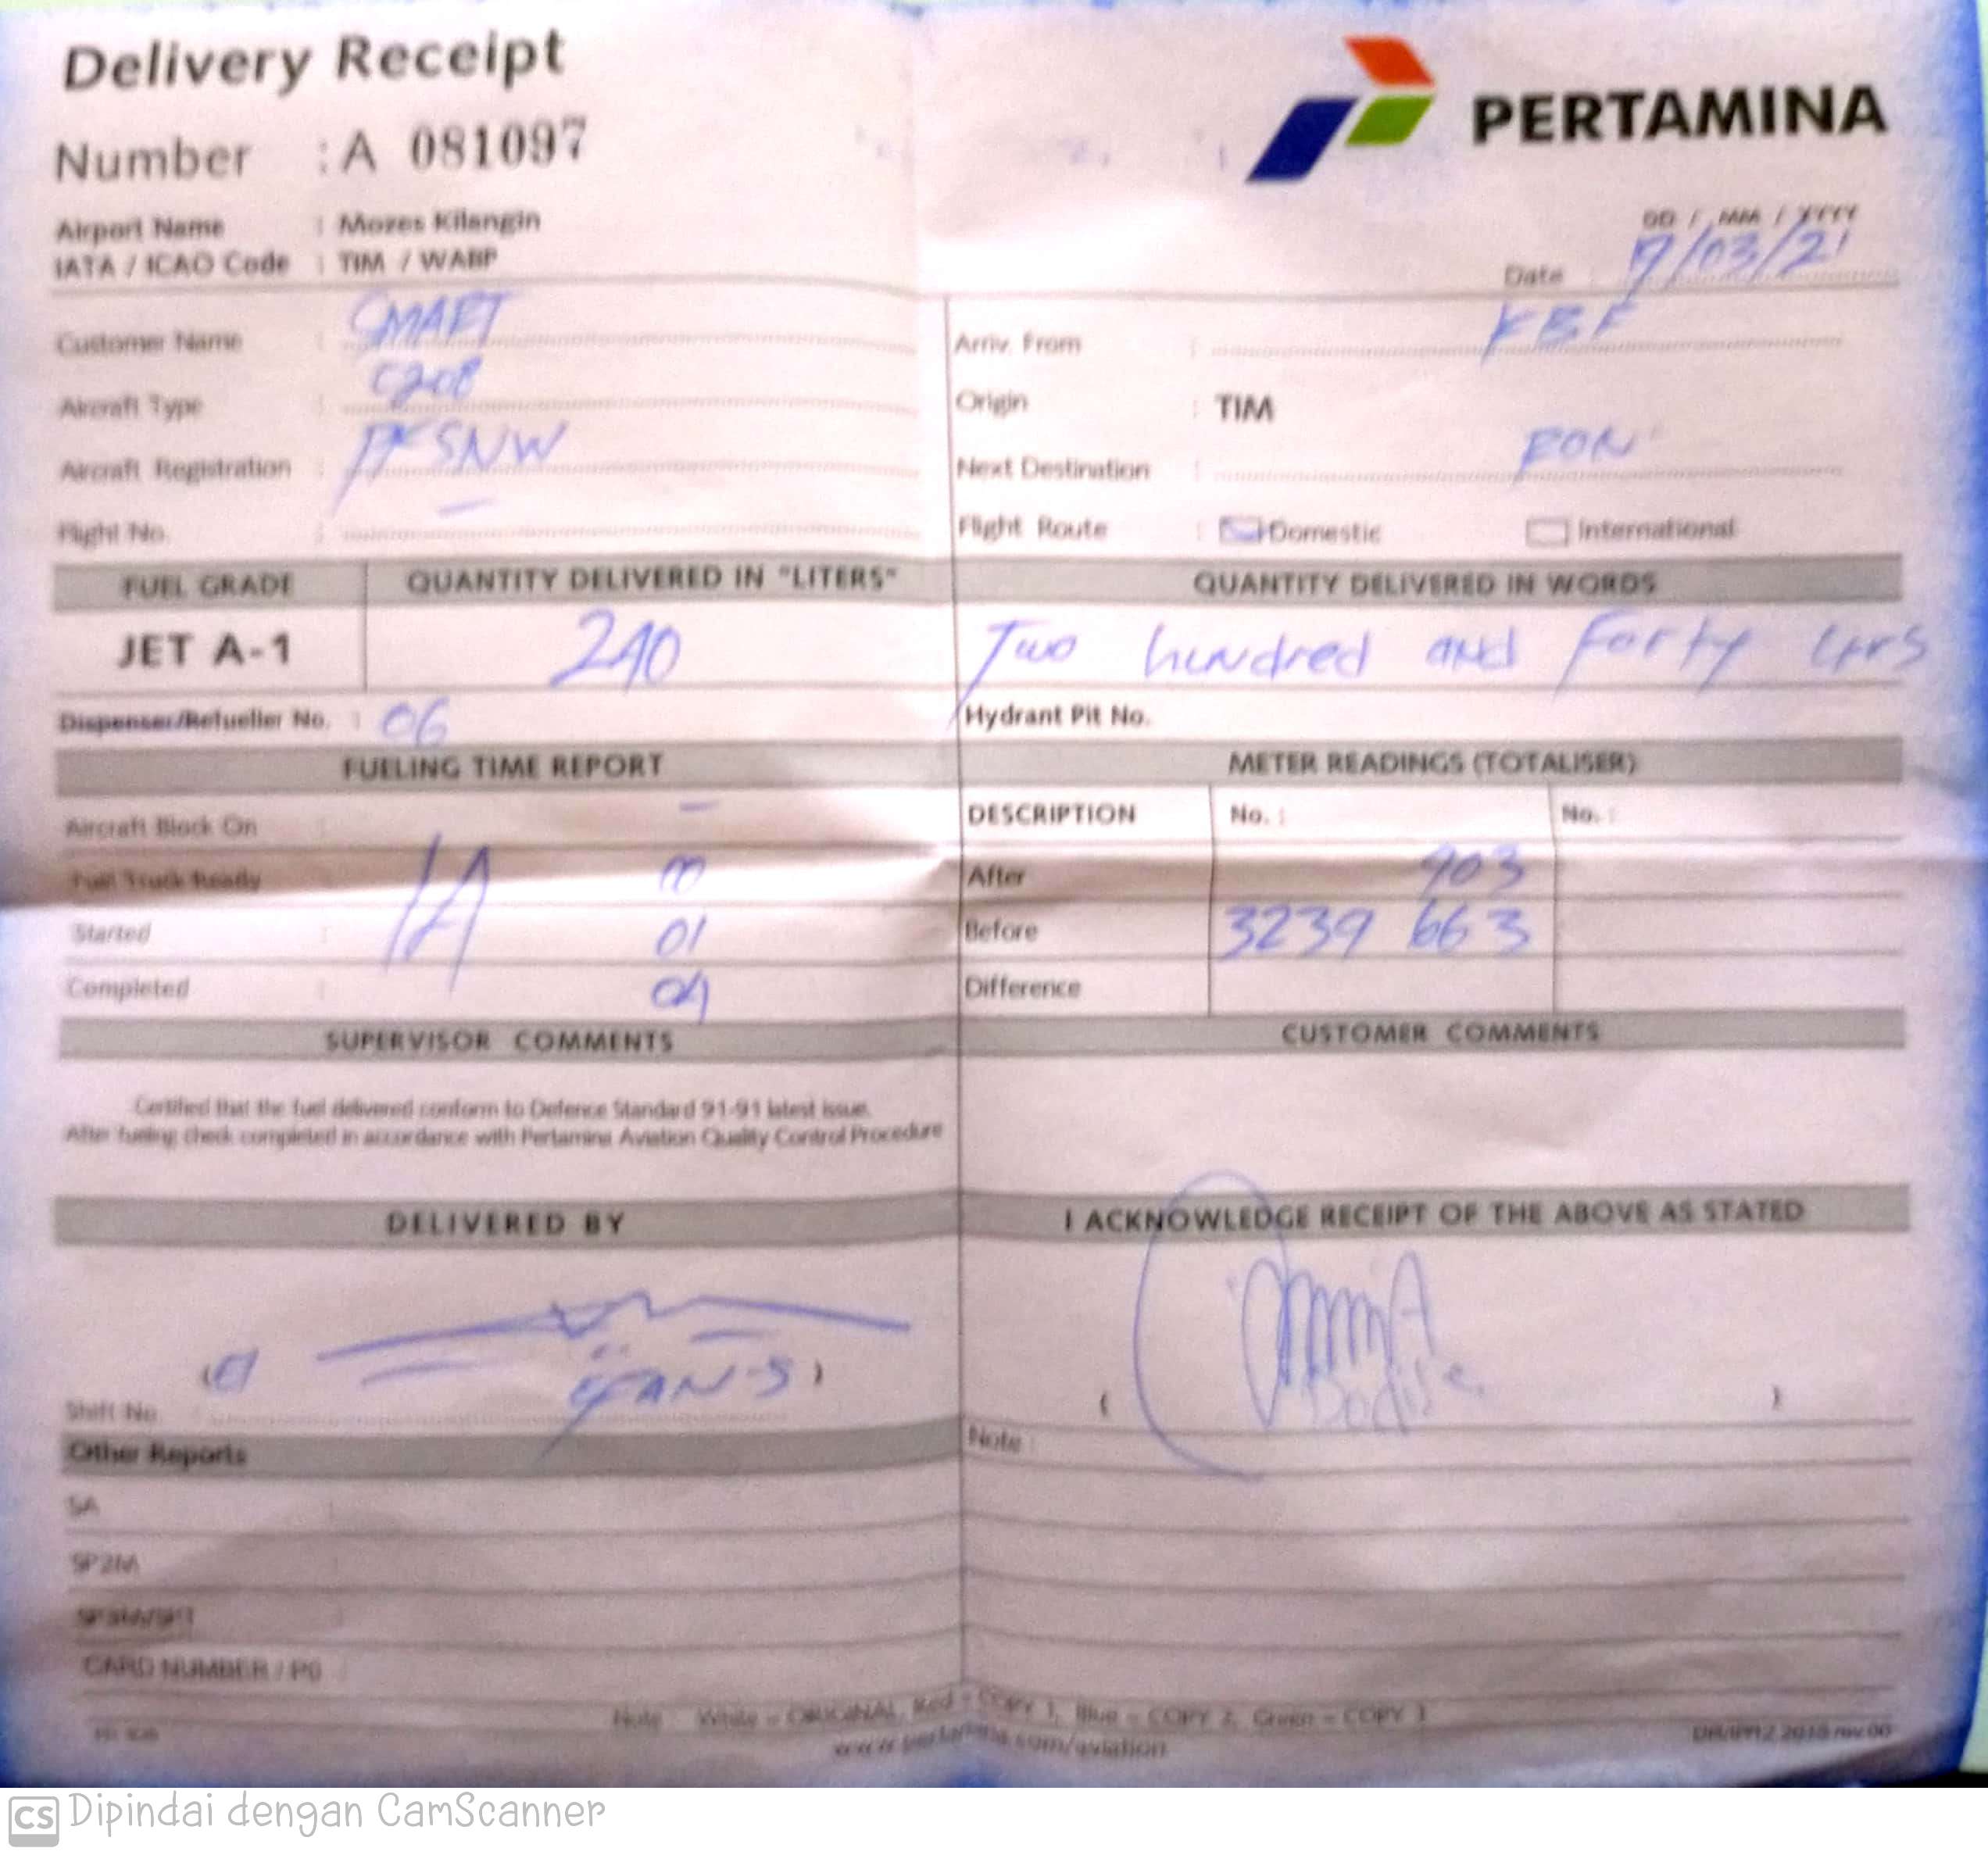 Delivery Receipt
PERTAMINA
Number : A 081097
Airport Name : Mozes Kilangin
IATA / ICAO Code : TIM / WABP
DD / MM / YYYY
Date : /03/21
Customer Name : SMART
Arriv. From :
Aircraft Type : C208
Origin : TIM
Aircraft Registration : PKSNW
Next Destination : RON
Flight No. : -
Flight Route : Domestic International
FUEL GRADE QUANTITY DELIVERED IN "LITERS" QUANTITY DELIVERED IN WORDS
JET A-1 240 Two hundred and Forty Ltrs
Dispenser/Refueller No. : 06 Hydrant Pit No.
FUELING TIME REPORT METER READINGS (TOTALISER)
Aircraft Block On : - DESCRIPTION No. : No. :
Fuel Truck Ready 00 After 903
Started : 14 01 Before 3239 663
Completed : 04 Difference
SUPERVISOR COMMENTS CUSTOMER COMMENTS
Certified that the fuel delivered conform to Defence Standard 91-91 latest issue.
After fueling check completed in accordance with Pertamina Aviation Quality Control Procedure
DELIVERED BY I ACKNOWLEDGE RECEIPT OF THE ABOVE AS STATED
Shift No
Note :
Other Reports
SA :
SP2M :
SP3M/SP1 :
CARD NUMBER / PO :
Note White = ORIGINAL, Red = COPY 1, Blue = COPY 2, Green = COPY 3
www.pertamina.com/aviation
CS Dipindai dengan CamScanner